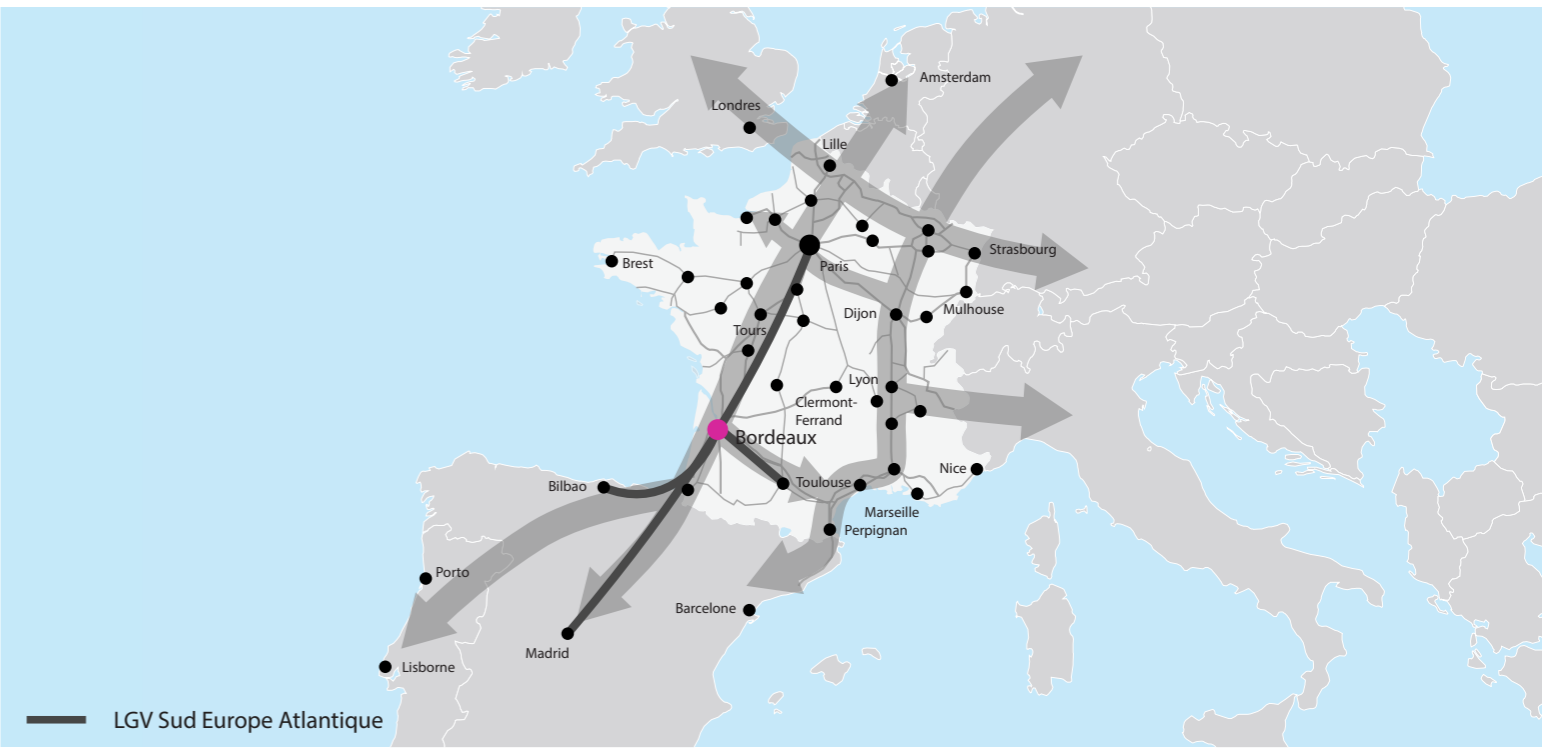 Amsterdam
Londres
Lille
Strasbourg
Brest
Paris
Mulhouse
Dijon
Tours
Lyon
Clermont-
Ferrand
Bordeaux
Nice
Toulouse
Bilbao
Marseille
Perpignan
Porto
Barcelone
Madrid
Lisborne
LGV Sud Europe Atlantique